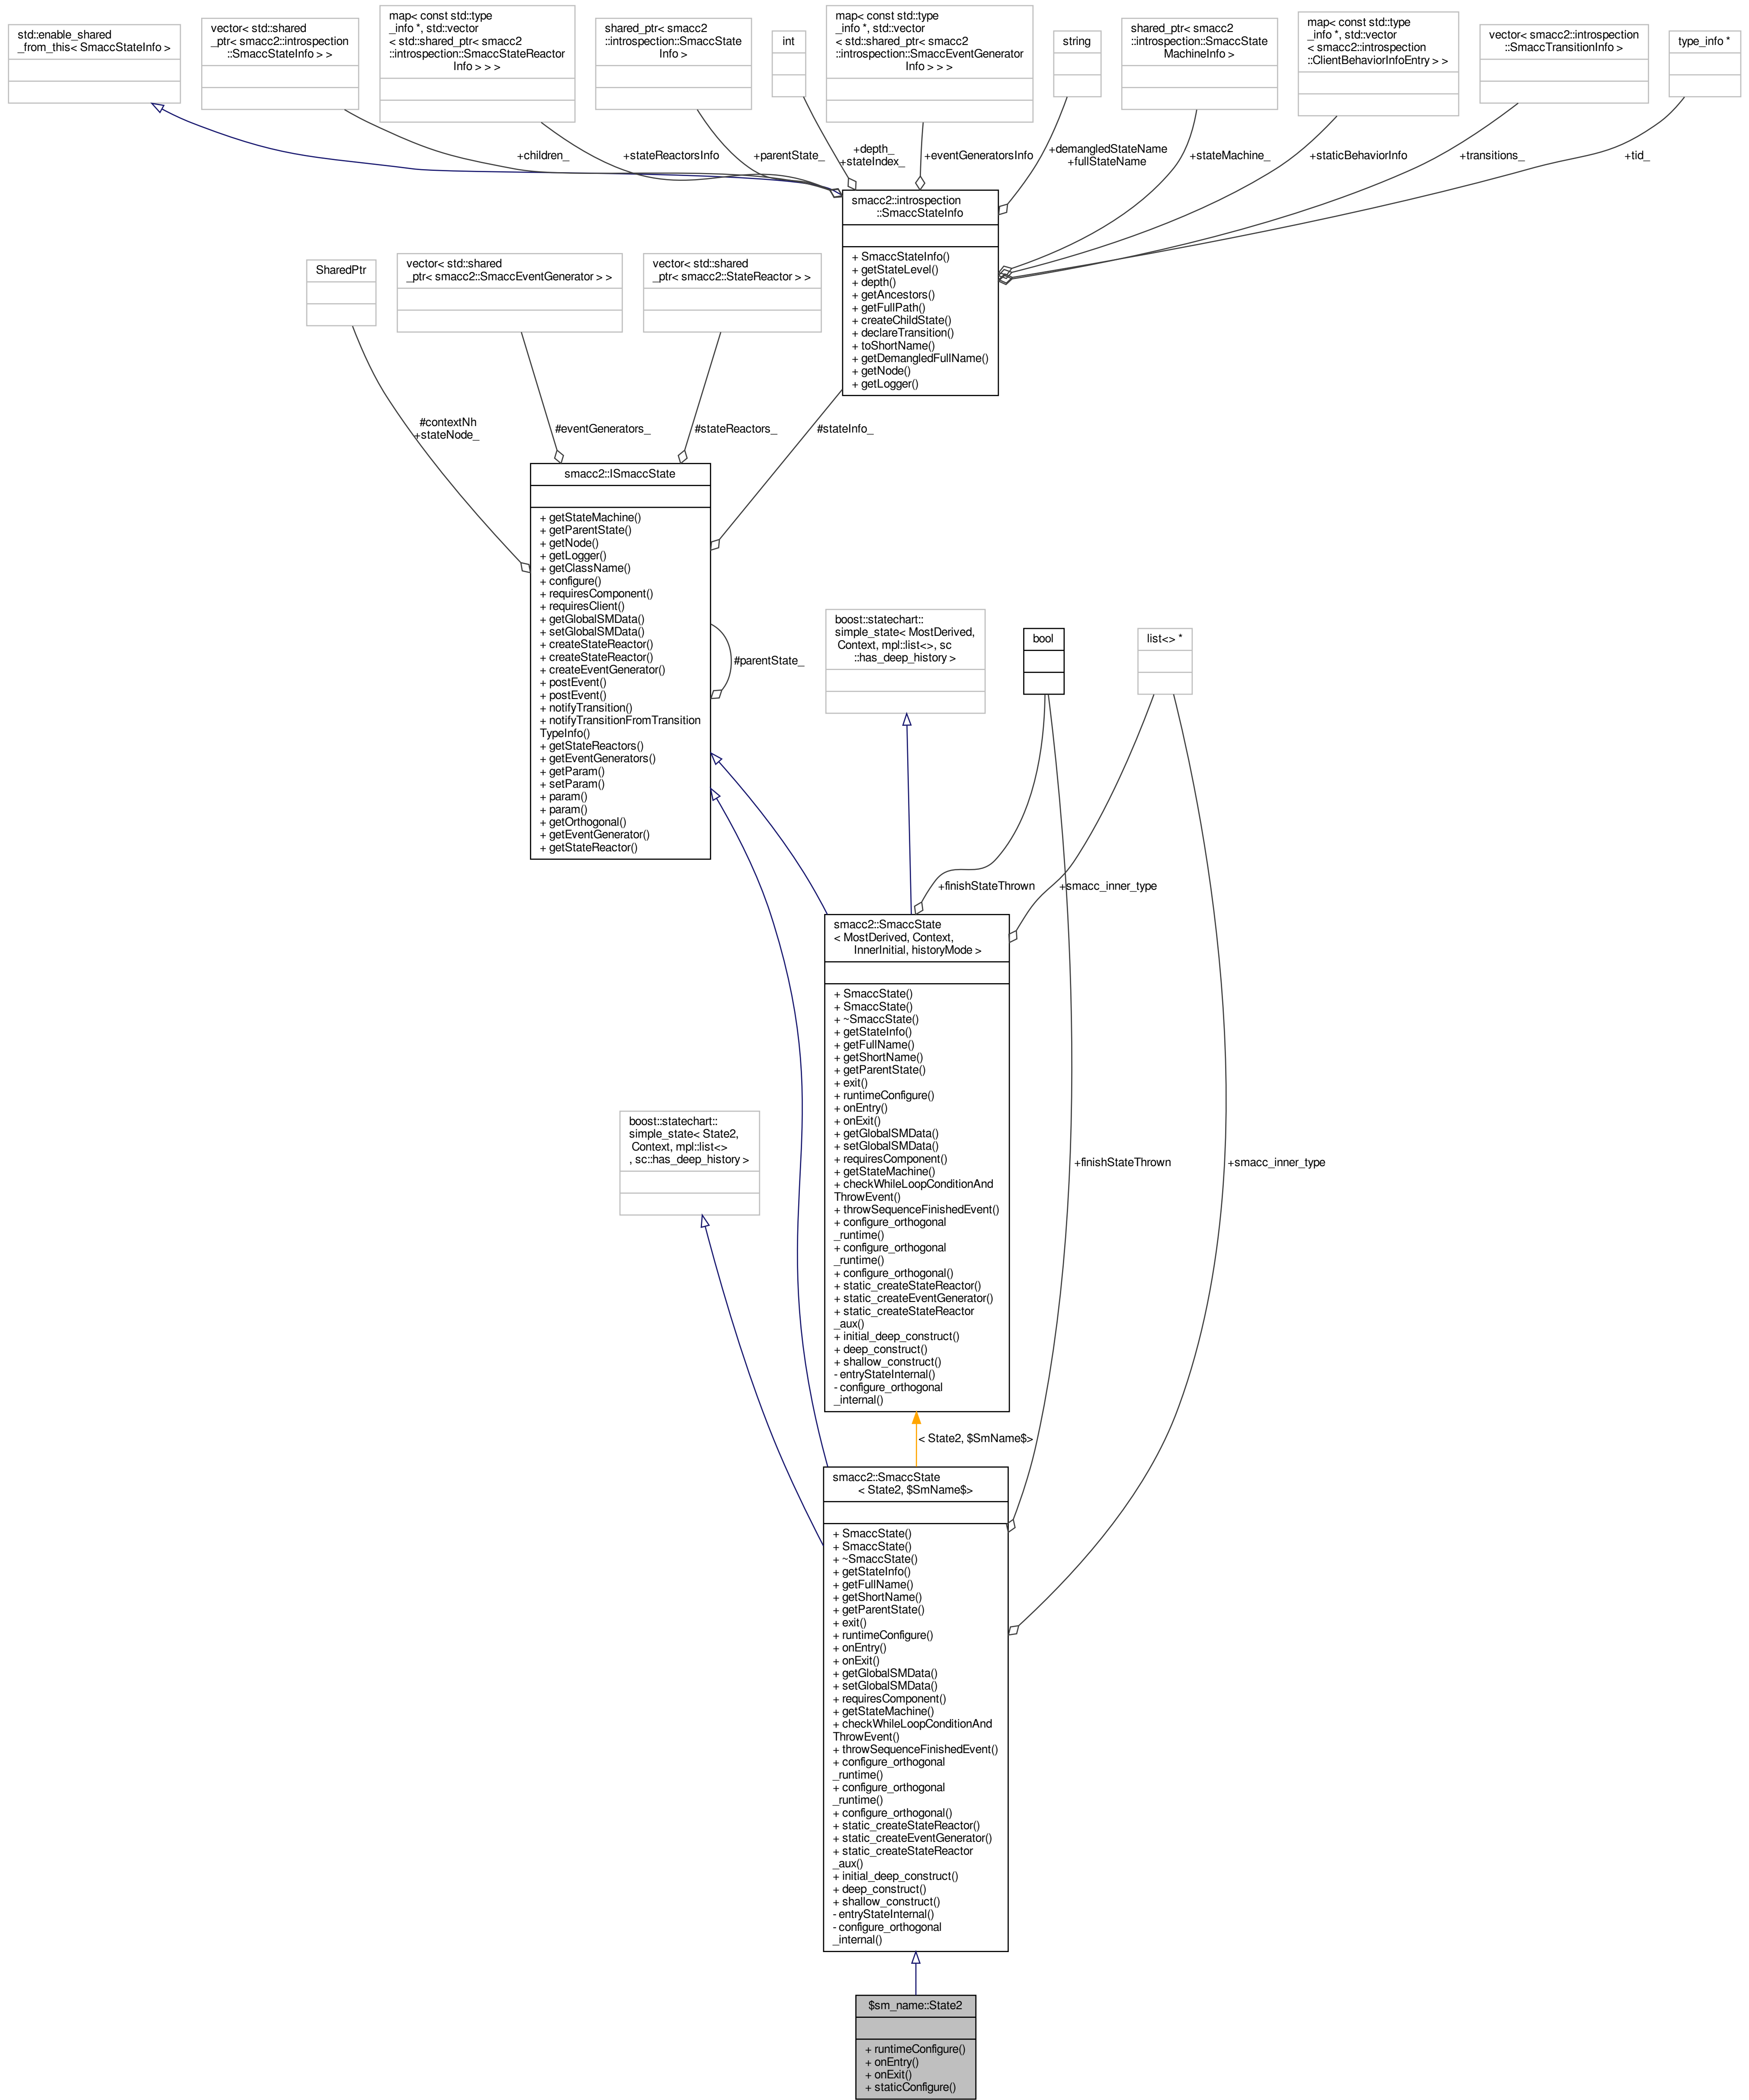 std::enable_shared
_from_this< SmaccStateInfo >
vector< std::shared
_ptr< smacc2::introspection
::SmaccStateInfo > >
map< const std::type
_info *, std::vector
< std::shared_ptr< smacc2
::introspection::SmaccStateReactor
Info > > >
shared_ptr< smacc2
::introspection::SmaccState
Info >
int
map< const std::type
_info *, std::vector
< std::shared_ptr< smacc2
::introspection::SmaccEventGenerator
Info > > >
string
shared_ptr< smacc2
::introspection::SmaccState
MachineInfo >
map< const std::type
_info *, std::vector
< smacc2::introspection
::ClientBehaviorInfoEntry > >
vector< smacc2::introspection
::SmaccTransitionInfo >
type_info *
+children_
+stateReactorsInfo
+parentState_
+depth_
+stateIndex_
+eventGeneratorsInfo
+demangledStateName
+fullStateName
+stateMachine_
+staticBehaviorInfo
+transitions_
+tid_
smacc2::introspection
::SmaccStateInfo
+ SmaccStateInfo()
+ getStateLevel()
+ depth()
+ getAncestors()
+ getFullPath()
+ createChildState()
+ declareTransition()
+ toShortName()
+ getDemangledFullName()
+ getNode()
+ getLogger()
SharedPtr
vector< std::shared
_ptr< smacc2::SmaccEventGenerator > >
vector< std::shared
_ptr< smacc2::StateReactor > >
#contextNh
+stateNode_
#eventGenerators_
#stateReactors_
#stateInfo_
smacc2::ISmaccState
+ getStateMachine()
+ getParentState()
+ getNode()
+ getLogger()
+ getClassName()
+ configure()
+ requiresComponent()
+ requiresClient()
+ getGlobalSMData()
+ setGlobalSMData()
+ createStateReactor()
+ createStateReactor()
+ createEventGenerator()
+ postEvent()
+ postEvent()
+ notifyTransition()
+ notifyTransitionFromTransition
TypeInfo()
+ getStateReactors()
+ getEventGenerators()
+ getParam()
+ setParam()
+ param()
+ param()
+ getOrthogonal()
+ getEventGenerator()
+ getStateReactor()
#parentState_
boost::statechart::
simple_state< MostDerived,
Context, mpl::list<>, sc
::has_deep_history >
bool
list<> *
+finishStateThrown
+smacc_inner_type
smacc2::SmaccState
< MostDerived, Context,
InnerInitial, historyMode >
+ SmaccState()
+ SmaccState()
+ ~SmaccState()
+ getStateInfo()
+ getFullName()
+ getShortName()
+ getParentState()
+ exit()
+ runtimeConfigure()
+ onEntry()
+ onExit()
+ getGlobalSMData()
+ setGlobalSMData()
+ requiresComponent()
+ getStateMachine()
+ checkWhileLoopConditionAnd
ThrowEvent()
+ throwSequenceFinishedEvent()
+ configure_orthogonal
_runtime()
+ configure_orthogonal
_runtime()
+ configure_orthogonal()
+ static_createStateReactor()
+ static_createEventGenerator()
+ static_createStateReactor
_aux()
+ initial_deep_construct()
+ deep_construct()
+ shallow_construct()
- entryStateInternal()
- configure_orthogonal
_internal()
boost::statechart::
simple_state< State2,
Context, mpl::list<>
, sc::has_deep_history >
+finishStateThrown
+smacc_inner_type
< State2, $SmName$>
smacc2::SmaccState
< State2, $SmName$>
+ SmaccState()
+ SmaccState()
+ ~SmaccState()
+ getStateInfo()
+ getFullName()
+ getShortName()
+ getParentState()
+ exit()
+ runtimeConfigure()
+ onEntry()
+ onExit()
+ getGlobalSMData()
+ setGlobalSMData()
+ requiresComponent()
+ getStateMachine()
+ checkWhileLoopConditionAnd
ThrowEvent()
+ throwSequenceFinishedEvent()
+ configure_orthogonal
_runtime()
+ configure_orthogonal
_runtime()
+ configure_orthogonal()
+ static_createStateReactor()
+ static_createEventGenerator()
+ static_createStateReactor
_aux()
+ initial_deep_construct()
+ deep_construct()
+ shallow_construct()
- entryStateInternal()
- configure_orthogonal
_internal()
$sm_name::State2
+ runtimeConfigure()
+ onEntry()
+ onExit()
+ staticConfigure()